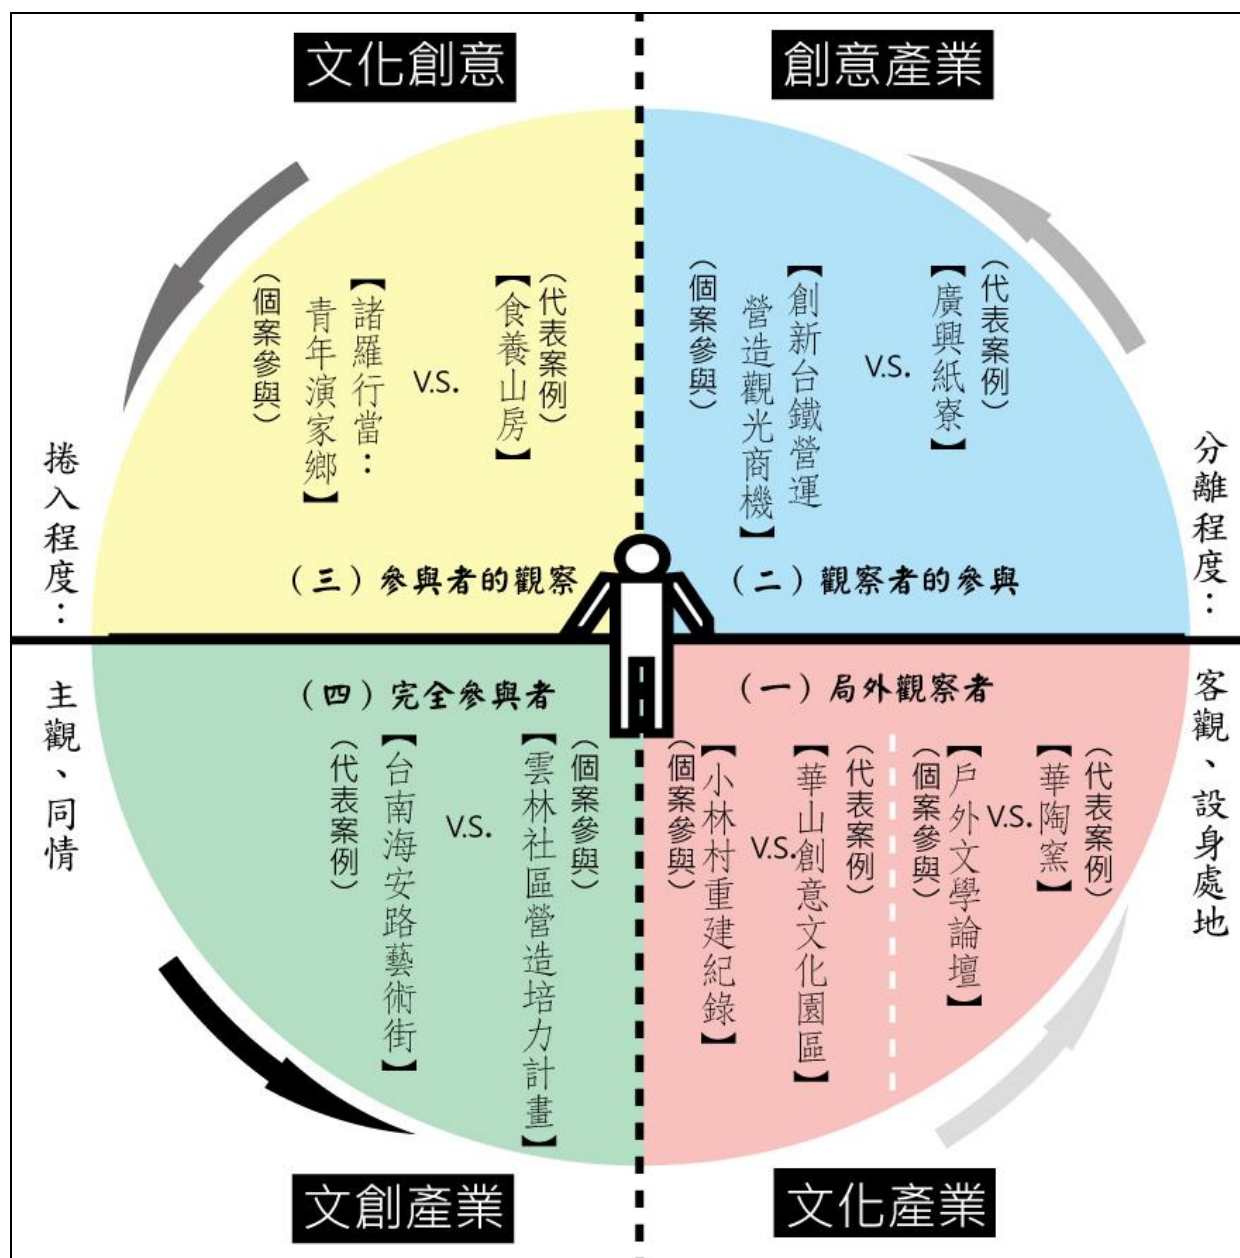 文化創意
創意產業
（代表案例）
【廣興紙寮】
V.S.
【創新台鐵營運
營造觀光商機】
（個案參與）
（二）觀察者的參與
（代表案例）
【食養山房】
V.S.
【諸羅行當：
青年演家鄉】
（個案參與）
（三）參與者的觀察
分離程度：
客觀、設身處地
捲入程度：
主觀、同情
（一）局外觀察者
（代表案例）
【華陶窯】
V.S.
【戶外文學論壇】
（個案參與）
（代表案例）
【華山創意文化園區】
V.S.
【小林村重建紀錄】
（個案參與）
（四）完全參與者
（個案參與）
【雲林社區營造培力計畫】
V.S.
【台南海安路藝術街】
（代表案例）
文創產業
文化產業